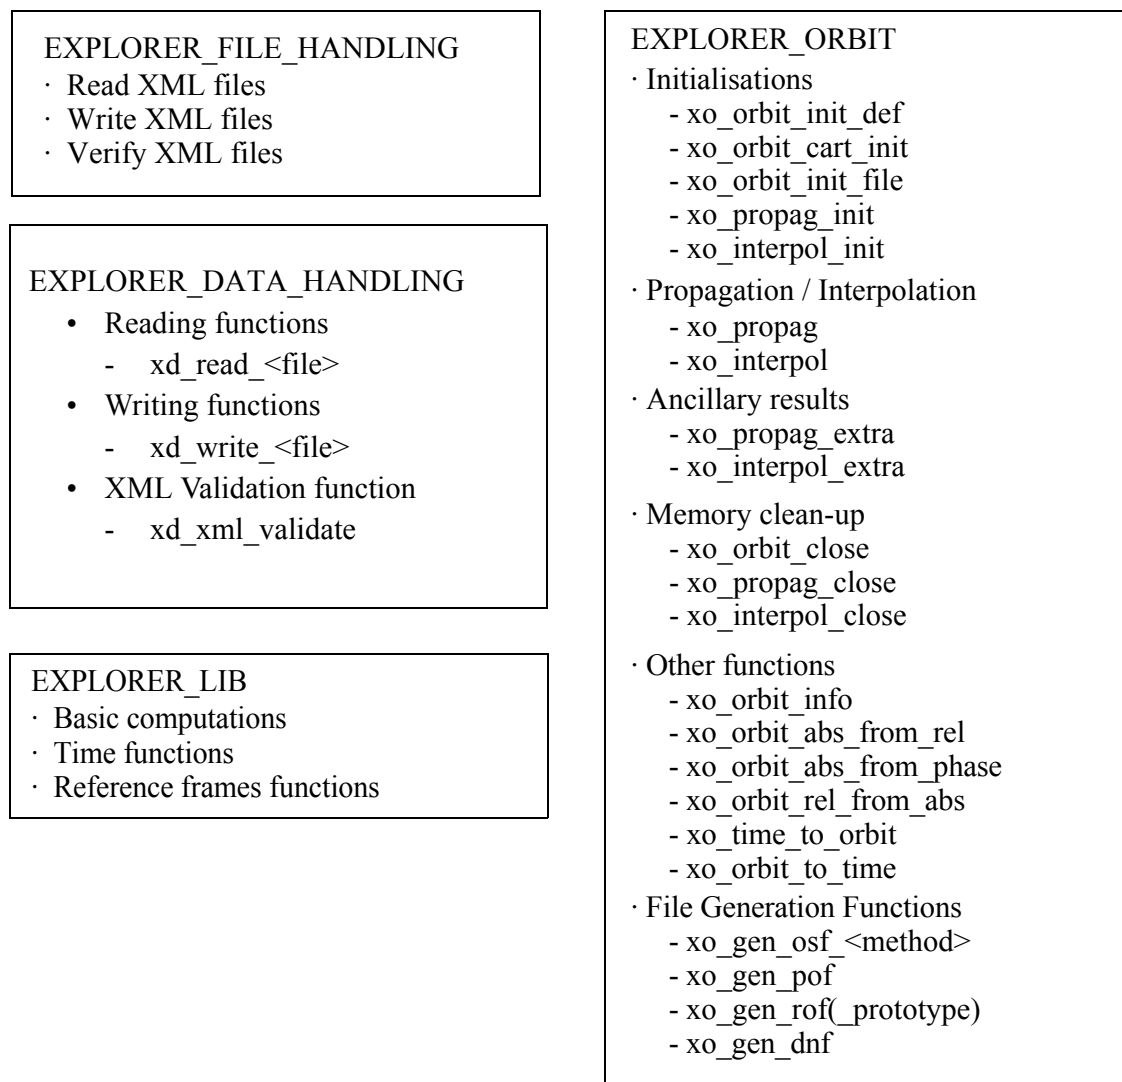 EXPLORER_FILE_HANDLING
· Read XML files
· Write XML files
· Verify XML files
EXPLORER_DATA_HANDLING
• Reading functions
- xd_read_<file>
• Writing functions
- xd_write_<file>
• XML Validation function
- xd_xml_validate
EXPLORER_LIB
· Basic computations
· Time functions
· Reference frames functions
EXPLORER_ORBIT
· Initialisations
- xo_orbit_init_def
- xo_orbit_cart_init
- xo_orbit_init_file
- xo_propag_init
- xo_interpol_init
· Propagation / Interpolation
- xo_propag
- xo_interpol
· Ancillary results
- xo_propag_extra
- xo_interpol_extra
· Memory clean-up
- xo_orbit_close
- xo_propag_close
- xo_interpol_close
· Other functions
- xo_orbit_info
- xo_orbit_abs_from_rel
- xo_orbit_abs_from_phase
- xo_orbit_rel_from_abs
- xo_time_to_orbit
- xo_orbit_to_time
· File Generation Functions
- xo_gen_osf_<method>
- xo_gen_pof
- xo_gen_rof(_prototype)
- xo_gen_dnf